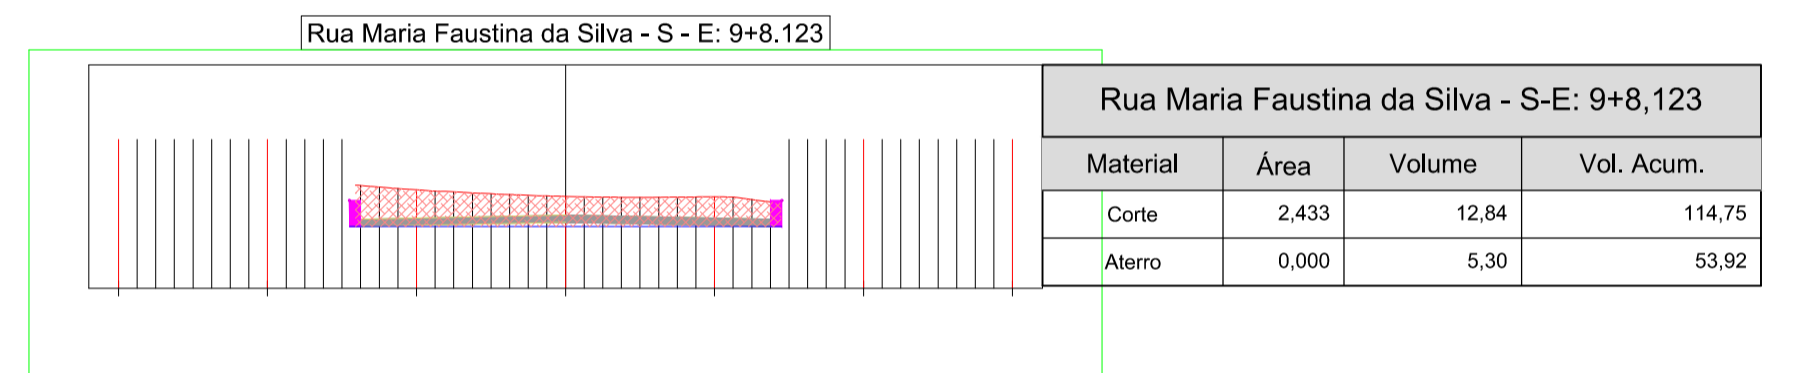 Rua Maria Faustina da Silva - S - E: 9+8.123
Rua Maria Faustina da Silva - S-E: 9+8,123
Material Área Volume Vol. Acum.
Corte 2,433 12,84 114,75
Aterro 0,000 5,30 53,92